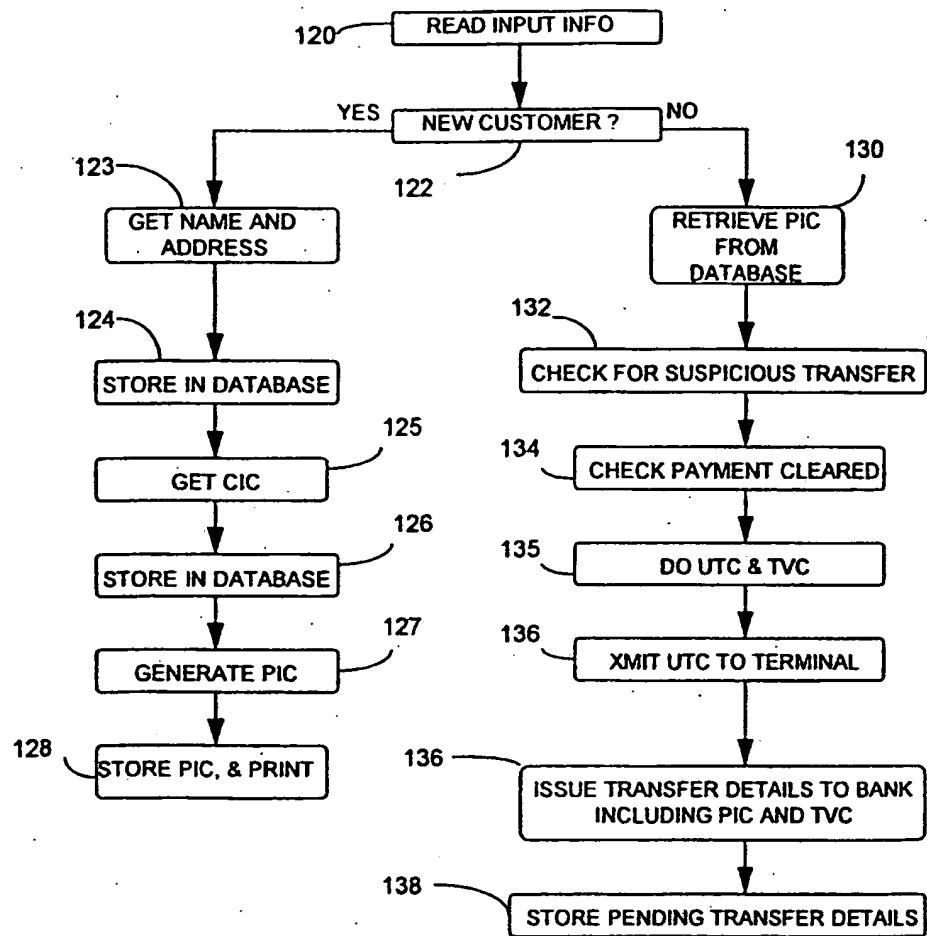 120
READ INPUT INFO
YES
NEW CUSTOMER ?
NO
122
123
GET NAME AND
ADDRESS
124
STORE IN DATABASE
125
GET CIC
126
STORE IN DATABASE
127
GENERATE PIC
128
STORE PIC, & PRINT
130
RETRIEVE PIC
FROM
DATABASE
132
CHECK FOR SUSPICIOUS TRANSFER
134
CHECK PAYMENT CLEARED
135
DO UTC & TVC
136
XMIT UTC TO TERMINAL
136
ISSUE TRANSFER DETAILS TO BANK
INCLUDING PIC AND TVC
138
STORE PENDING TRANSFER DETAILS